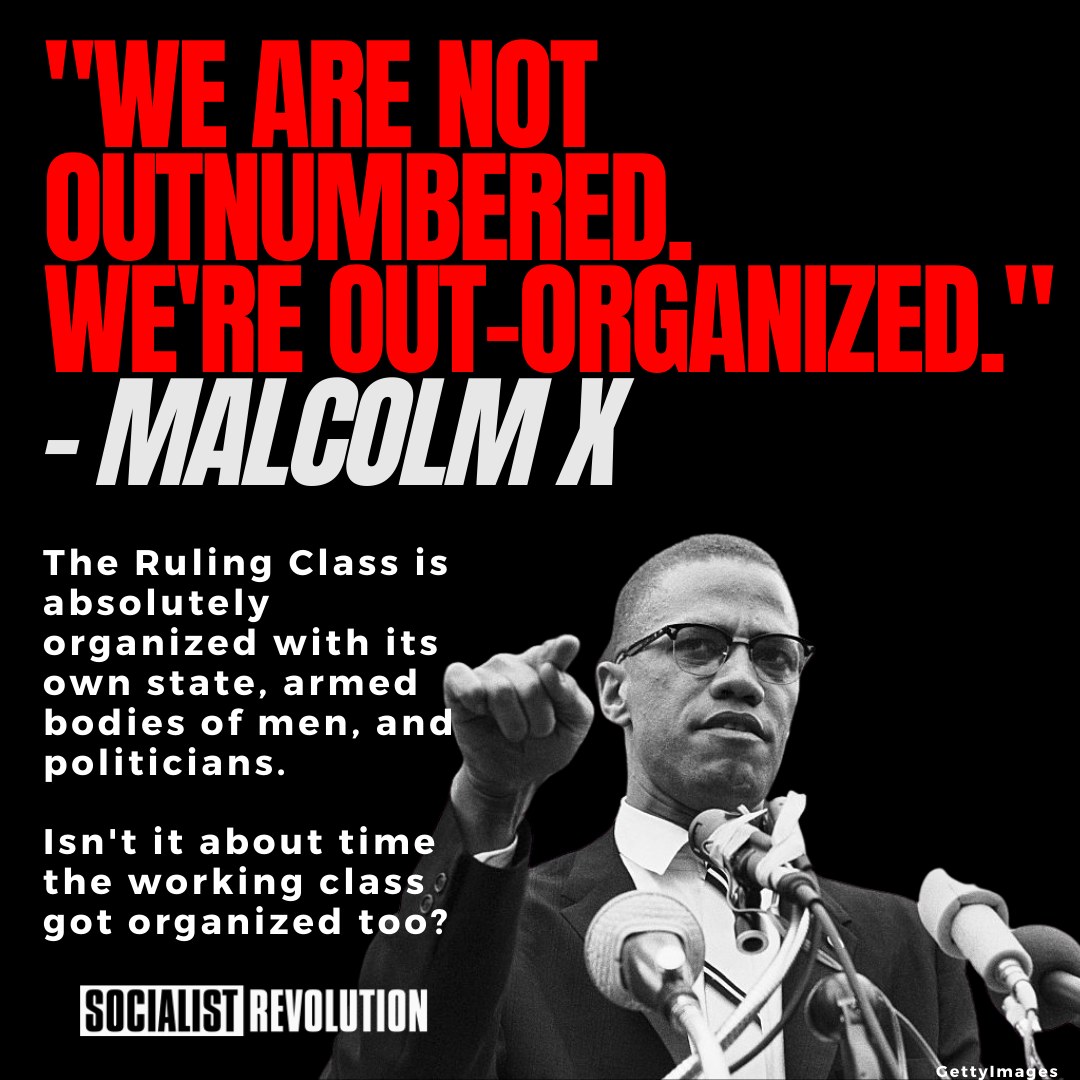 "WE ARE NOT
OUTNUMBERED.
WE'RE OUT-ORGANIZED."
- MALCOLM X
The Ruling Class is
absolutely
organized with its
own state, armed
bodies of men, and
politicians.
Isn't it about time
the working class
got organized too?
SOCIALIST REVOLUTION
GettyImages